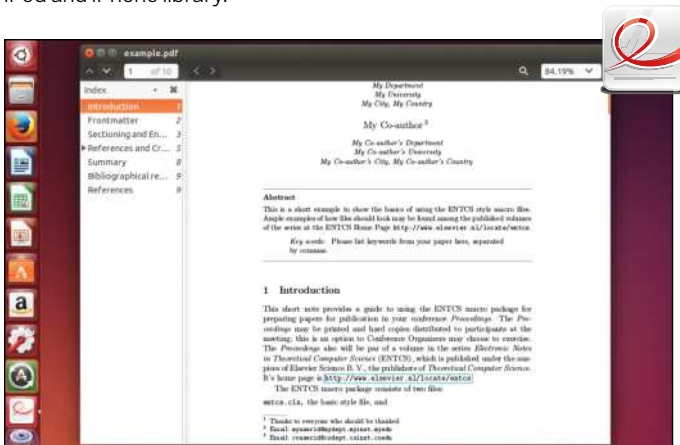 iPod and iPhone library.
example.pdf
1 of 10
84.19%
Index
Introduction 1
Frontmatter 2
Sectioning and En... 3
References and Cr... 5
Summary 8
Bibliographical re... 9
References 9
My Department
My University
My City, My Country
My Co-author
My Co-author's Department
My Co-author's University
My Co-author's City, My Co-author's Country
Abstract
This is a short example to show the basics of using the ENTCS style macro files.
Ample examples of how files should look may be found among the published volumes
of the series at the ENTCS Home Page http://www.elsevier.nl/locate/entcs.
Key words: Please list keywords from your paper here, separated
by commas.
1 Introduction
This short note provides a guide to using the ENTCS macro package for
preparing papers for publication in your conference Proceedings. The Pro-
ceedings may be printed and hard copies distributed to participants at the
meeting; this is an option to Conference Organizers may choose to exercise.
The Proceedings also will be part of a volume in the series Electronic Notes
in Theoretical Computer Science (ENTCS), which is published under the aus-
pices of Elsevier Science B. V., the publishers of Theoretical Computer Science.
It's home page is http://www.elsevier.nl/locate/entcs
The ENTCS macro package consists of two files:
entcs.cls, the basic style file, and
1 Thanks to everyone who should be thanked
2 Email:
3 Email: